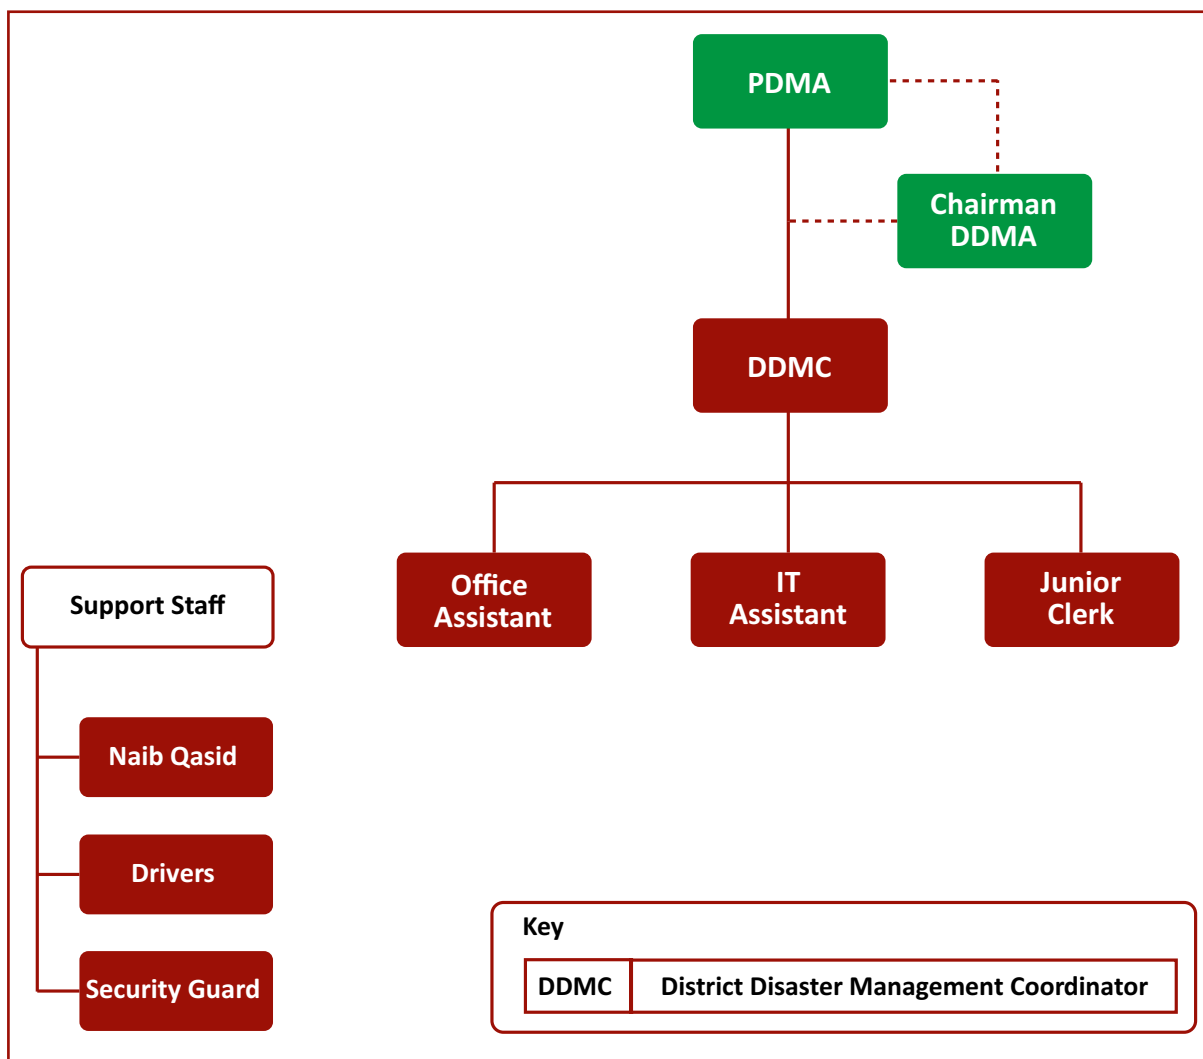 PDMA
Chairman
DDMA
DDMC
Office
Assistant
IT
Assistant
Junior
Clerk
Support Staff
Naib Qasid
Drivers
Security Guard
Key
DDMC District Disaster Management Coordinator